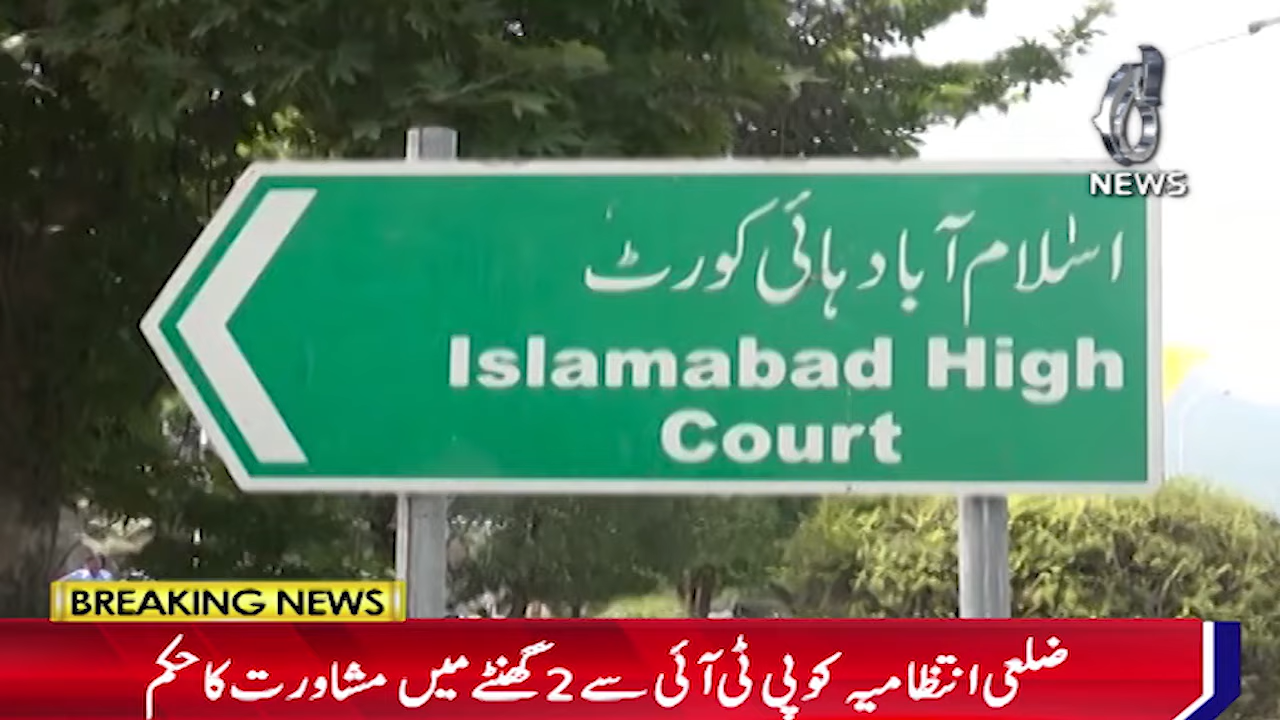 NEWS
اسلام آباد ہائی کورٹ
Islamabad High
Court
BREAKING NEWS
ضلعی انتظامیہ کو پی ٹی آئی سے 2 گھنٹے میں مشاورت کا حکم